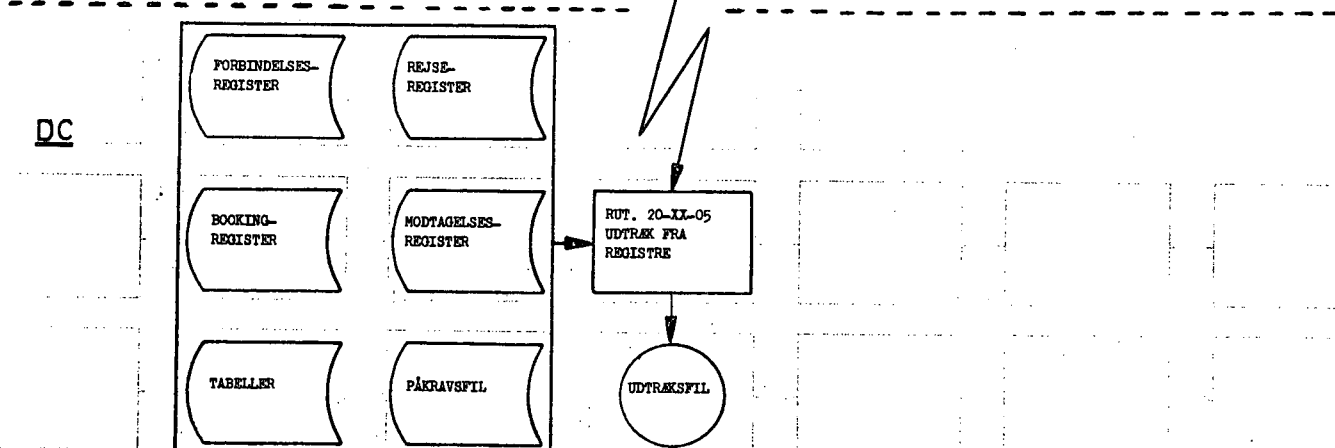 FORBINDELSES-
REGISTER
REJSE-
REGISTER
DC
BOOKING-
REGISTER
MODTAGELSES-
REGISTER
RUT. 20-XX-05
UDTRÆK FRA
REGISTRE
TABELLER
PÅKRAVSFIL
UDTRÆKSFIL